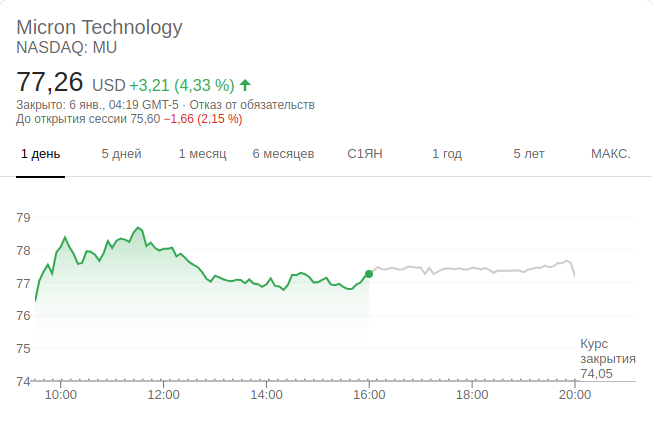 Micron Technology
NASDAQ: MU
77,26 USD +3,21 (4,33 %)
Закрыто: 6 янв., 04:19 GMT-5 · Отказ от обязательств
До открытия сессии 75,60 −1,66 (2,15 %)
1 день 5 дней 1 месяц 6 месяцев С1ЯН 1 год 5 лет МАКС.
79
78
77
76
75
74
Курс
закрытия
74,05
10:00 12:00 14:00 16:00 18:00 20:00